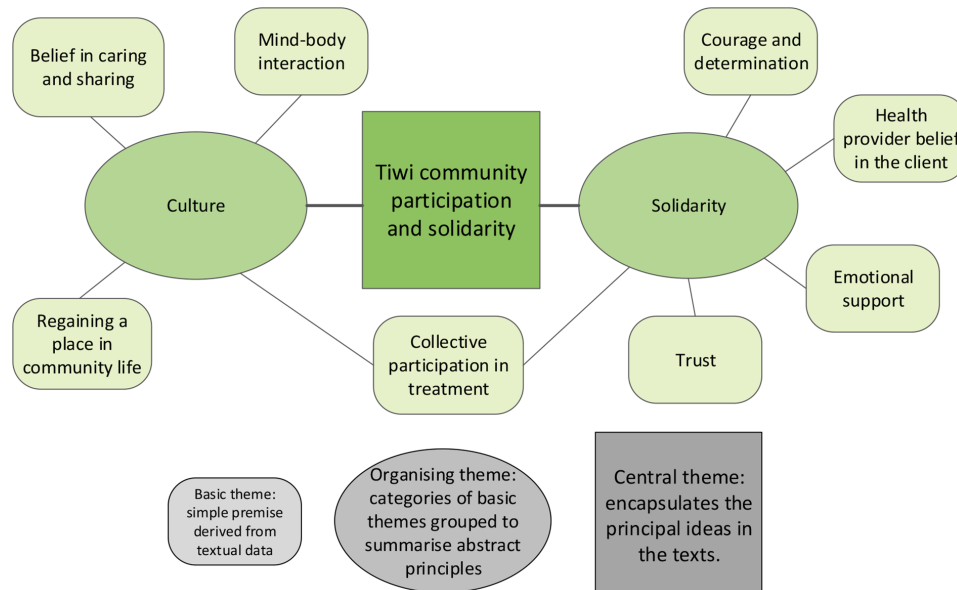 Belief in caring
and sharing
Mind-body
interaction
Courage and
determination
Health
provider belief
in the client
Tiwi community
participation
and solidarity
Culture
Solidarity
Emotional
support
Regaining a
place in
community life
Collective
participation in
treatment
Trust
Basic theme:
simple premise
derived from
textual data
Organising theme:
categories of basic
themes grouped to
summarise abstract
principles
Central theme:
encapsulates the
principal ideas in
the texts.